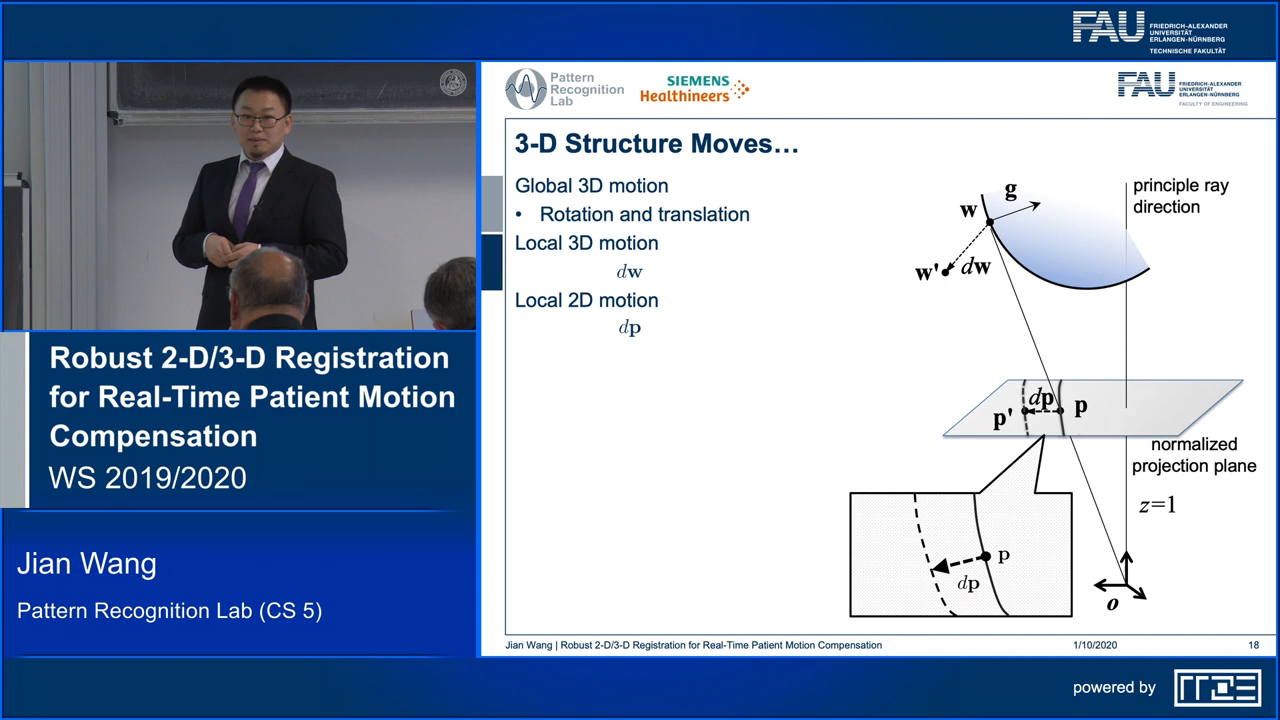 FAU
FRIEDRICH-ALEXANDER
UNIVERSITÄT
ERLANGEN-NÜRNBERG
TECHNISCHE FAKULTÄT
Pattern
Recognition
Lab
SIEMENS
Healthineers
FAU
FRIEDRICH-ALEXANDER
UNIVERSITÄT
ERLANGEN-NÜRNBERG
FACULTY OF ENGINEERING
3-D Structure Moves…
Global 3D motion
• Rotation and translation
Local 3D motion
dw
Local 2D motion
dp
g
w
w'
dw
principle ray
direction
dp
p'
p
normalized
projection plane
z=1
p
dp
o
Jian Wang | Robust 2-D/3-D Registration for Real-Time Patient Motion Compensation
1/10/2020
18
Robust 2-D/3-D Registration
for Real-Time Patient Motion
Compensation
WS 2019/2020
Jian Wang
Pattern Recognition Lab (CS 5)
powered by
RRZE